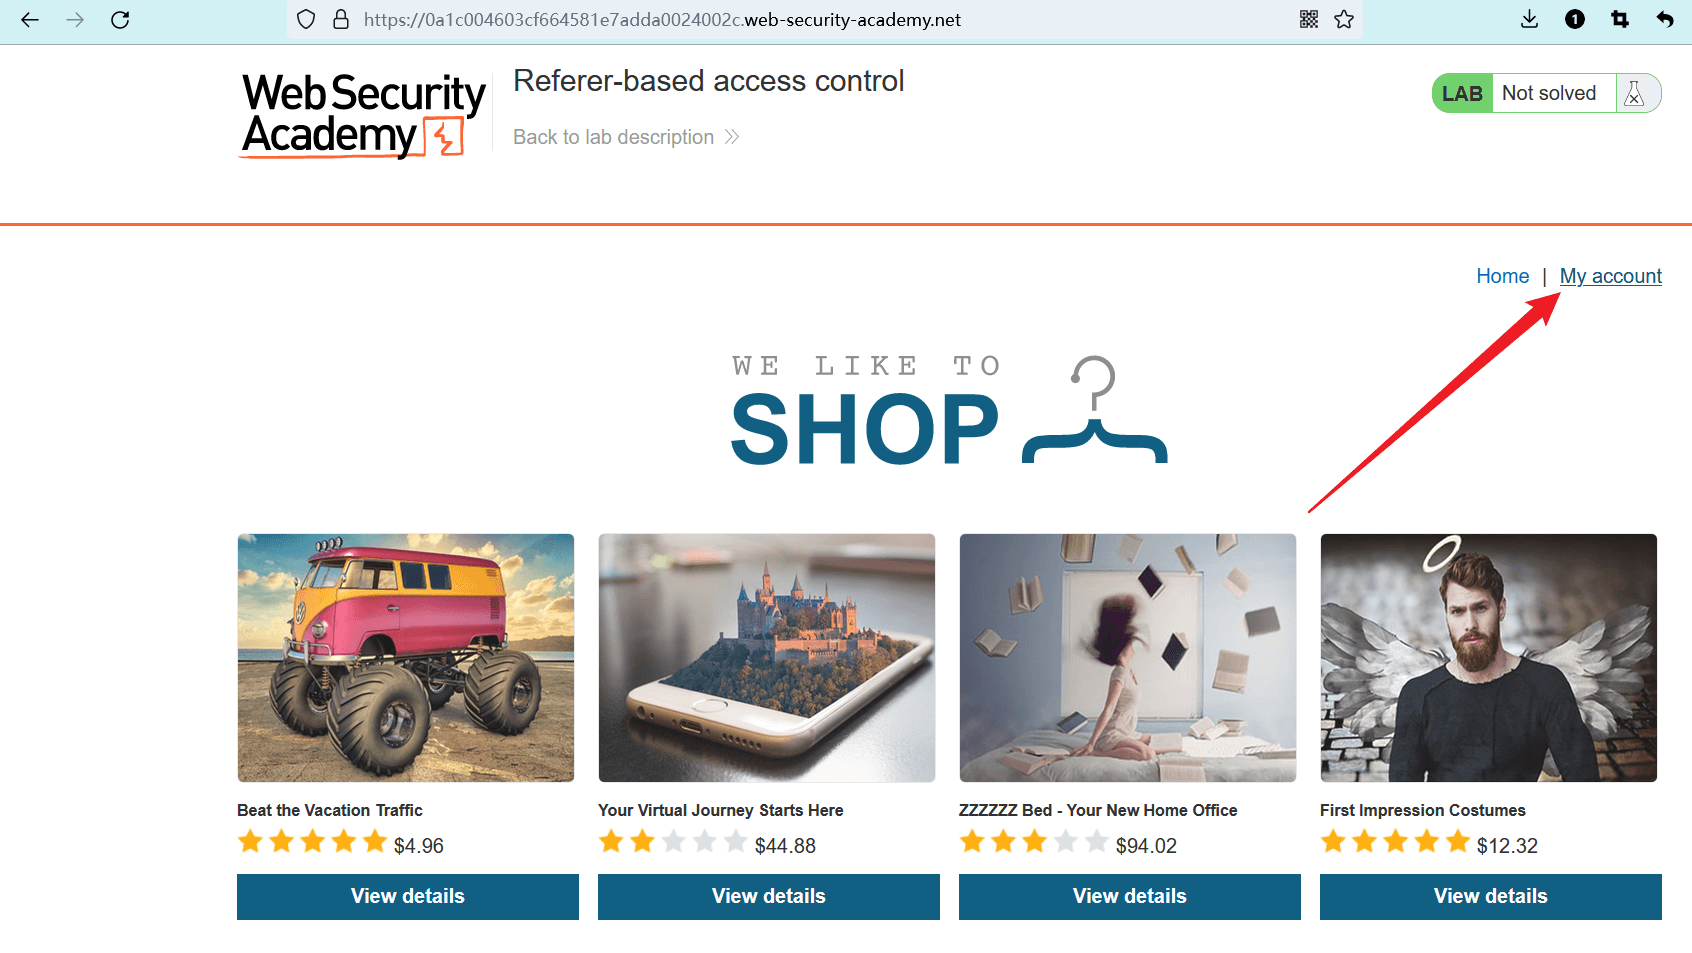 https://0a1c004603cf664581e7adda0024002c.web-security-academy.net
1
Web Security
Academy
Referer-based access control
Back to lab description
LAB Not solved
Home | My account
WE LIKE TO
SHOP
Beat the Vacation Traffic
$4.96
View details
Your Virtual Journey Starts Here
$44.88
View details
ZZZZZZ Bed - Your New Home Office
$94.02
View details
First Impression Costumes
$12.32
View details